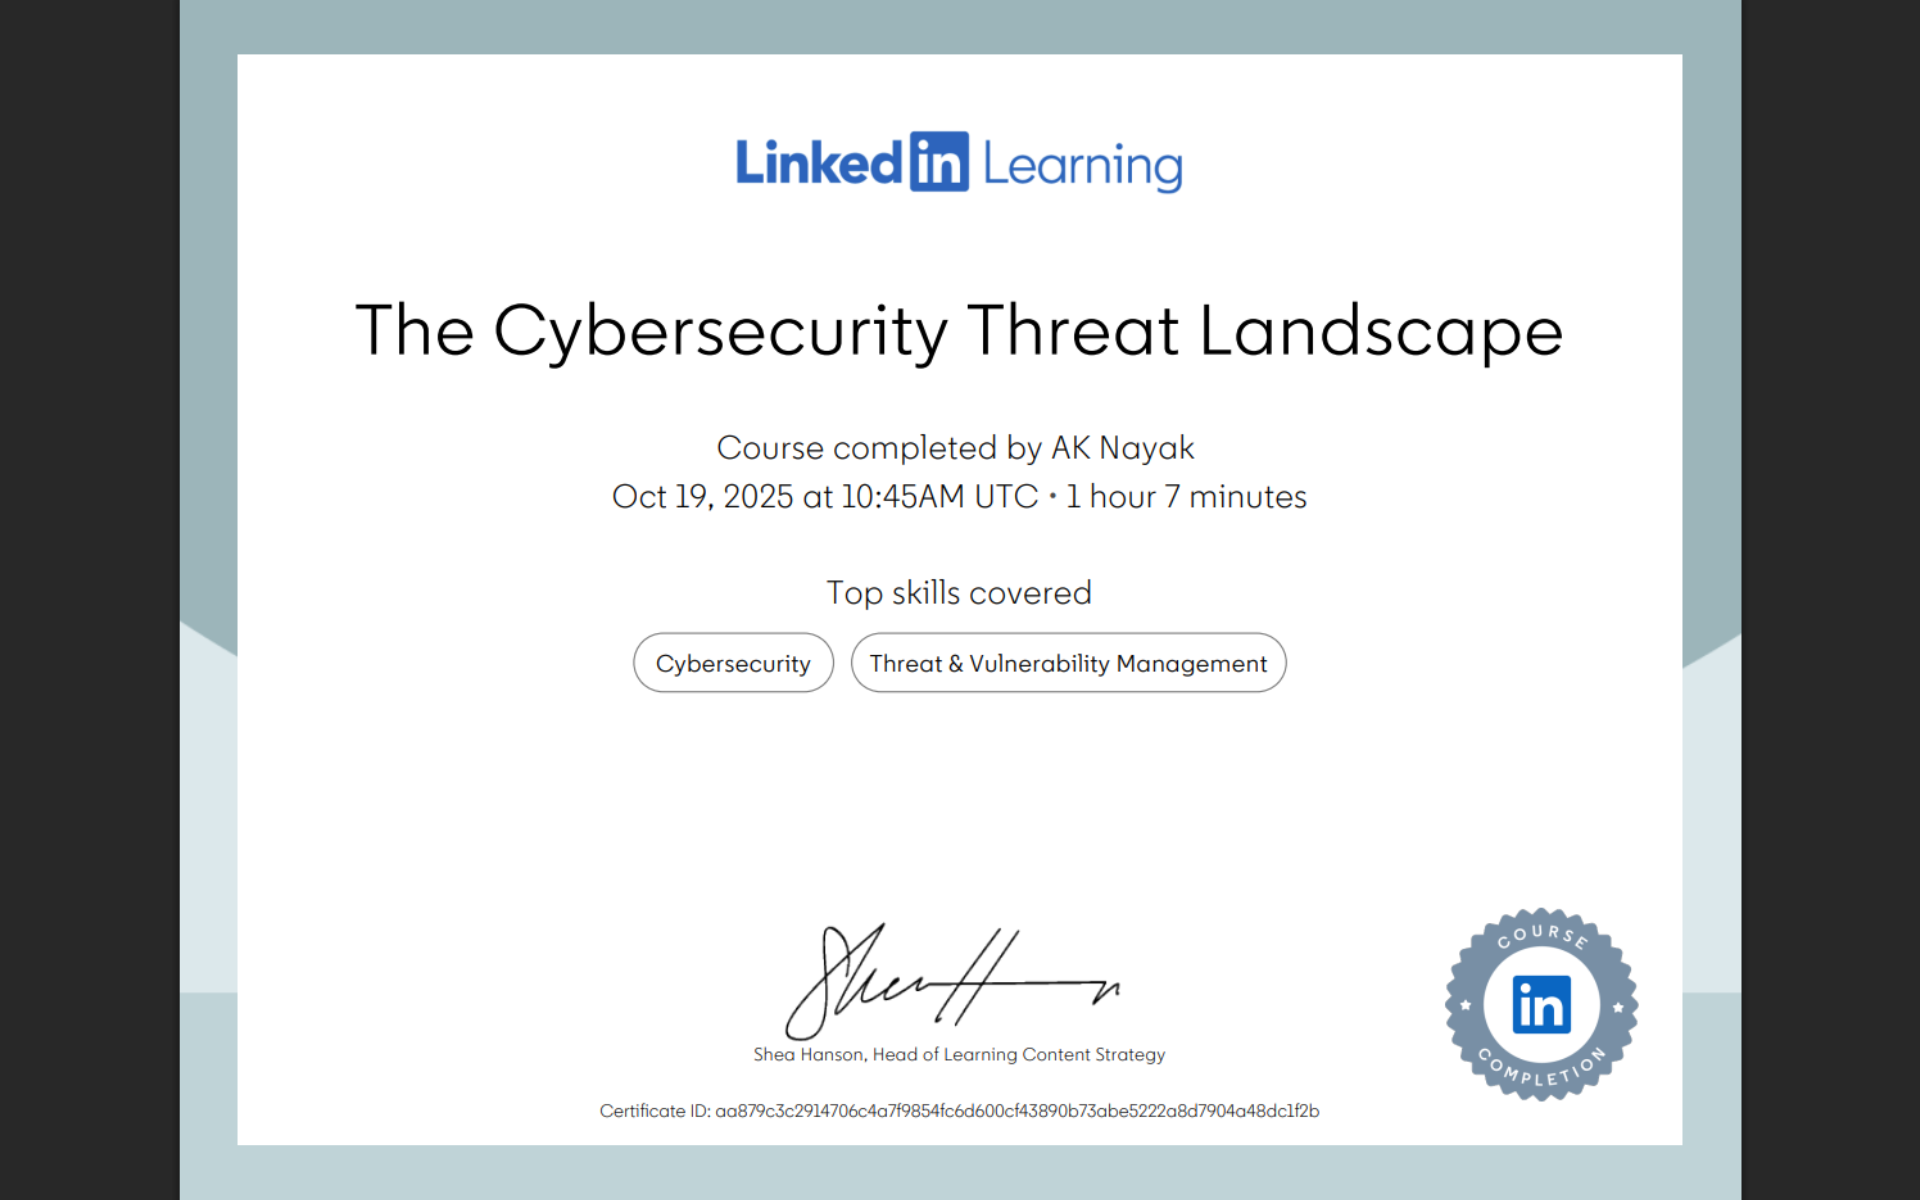 LinkedIn Learning
The Cybersecurity Threat Landscape
Course completed by AK Nayak
Oct 19, 2025 at 10:45AM UTC • 1 hour 7 minutes
Top skills covered
Cybersecurity
Threat & Vulnerability Management
Shea Hanson, Head of Learning Content Strategy
Certificate ID: aa879c3c2914706c4a7f9854fc6d600cf43890b73abe5222a8d7904a48dc1f2b
COURSE
in
COMPLETION